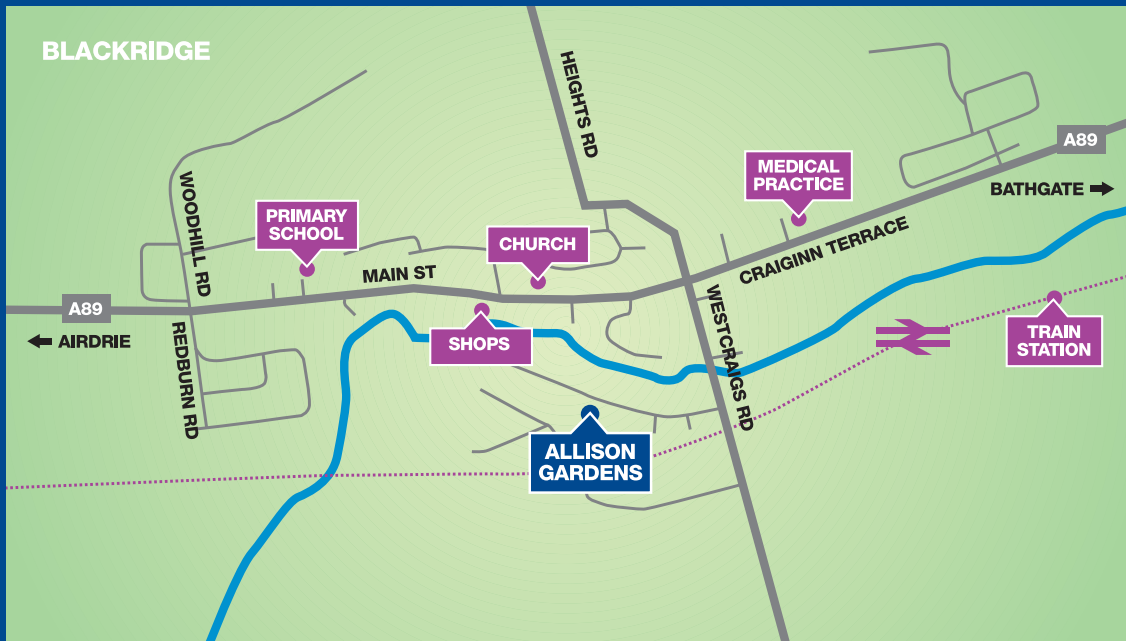 BLACKRIDGE
HEIGHTS RD
A89
MEDICAL
PRACTICE
BATHGATE
WOODHILL RD
PRIMARY
SCHOOL
CHURCH
CRAIGINN TERRACE
MAIN ST
A89
AIRDRIE
SHOPS
WESTCRAIGS RD
TRAIN
STATION
REDBURN RD
ALLISON
GARDENS